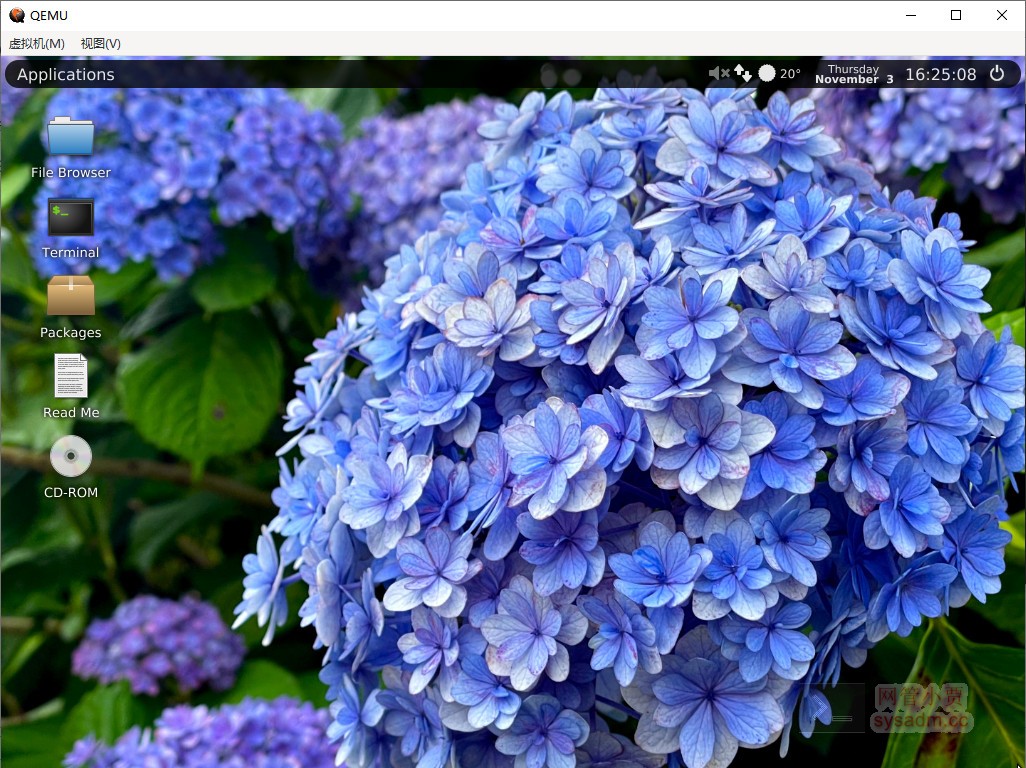 QEMU
虚拟机(M) 视图(V)
Applications
20°
Thursday
November 3
16:25:08
File Browser
$_
Terminal
Packages
Read Me
CD-ROM
网管小贾
sysadm.cc